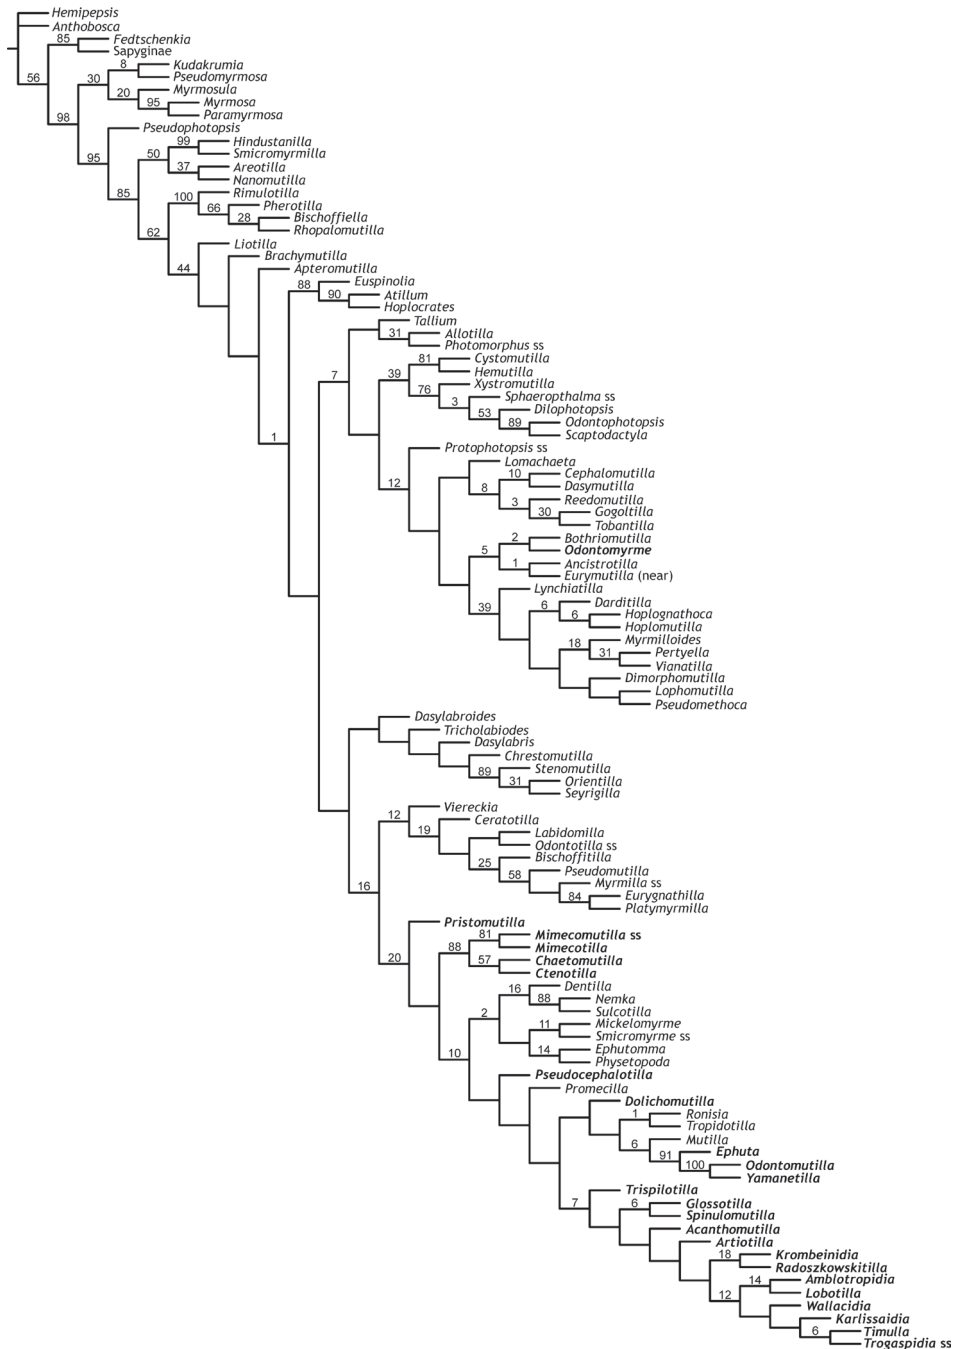 Hemipepsis
Anthobosca
85 Fedtschenkia
Sapyginae
8 Kudakrumia
56 30 Pseudomyrmosa
20 Myrmosula
95 Myrmosa
98 Paramyrmosa
Pseudophotopsis
99 Hindustanilla
50 Smicromyrmilla
95 37 Areotilla
Nanomutilla
85 100 Rimulotilla
66 Pherotilla
28 Bischoffiella
62 Rhopalomutilla
Liotilla
Brachymutilla
44 Apteromutilla
88 Euspinolia
90 Atillum
Hoplocrates
Tallium
31 Allotilla
Photomorphus ss
81 Cystomutilla
7 39 Hemutilla
76 Xystromutilla
3 Sphaeropthalma ss
53 Dilophotopsis
89 Odontophotopsis
Scaptodactyla
1 Protophotopsis ss
Lomachaeta
10 Cephalomutilla
12 8 Dasymutilla
3 Reedomutilla
30 Gogoltilla
Tobantilla
2 Bothriomutilla
5 Odontomyrme
1 Ancistrotilla
Eurymutilla (near)
Lynchiatilla
39 6 Darditilla
6 Hoplognathoca
Hoplomutilla
18 Myrmilloides
31 Pertyella
Vianatilla
Dimorphomutilla
Lophomutilla
Pseudomethoca
Dasylabroides
Tricholabiodes
Dasylabris
Chrestomutilla
89 Stenomutilla
31 Orientilla
Seyrigilla
12 Viereckia
19 Ceratotilla
Labidomilla
Odontotilla ss
25 Bischoffitilla
58 Pseudomutilla
16 Myrmilla ss
84 Eurygnathilla
Platymyrmilla
Pristomutilla
81 Mimecomutilla ss
88 Mimecotilla
20 57 Chaetomutilla
Ctenotilla
16 Dentilla
88 Nemka
2 Sulcotilla
11 Mickelomyrme
Smicromyrme ss
10 14 Ephutomma
Physetopoda
Pseudocephalotilla
Promecilla
Dolichomutilla
1 Ronisia
Tropidotilla
6 Mutilla
91 Ephuta
100 Odontomutilla
Yamanetilla
Trispilotilla
7 6 Glossotilla
Spinulomutilla
Acanthomutilla
Artiotilla
18 Krombeinidia
Radoszkowskitilla
14 Amblotropidia
12 Lobotilla
Wallacidia
Karlissaidia
6 Timulla
Trogaspidia ss